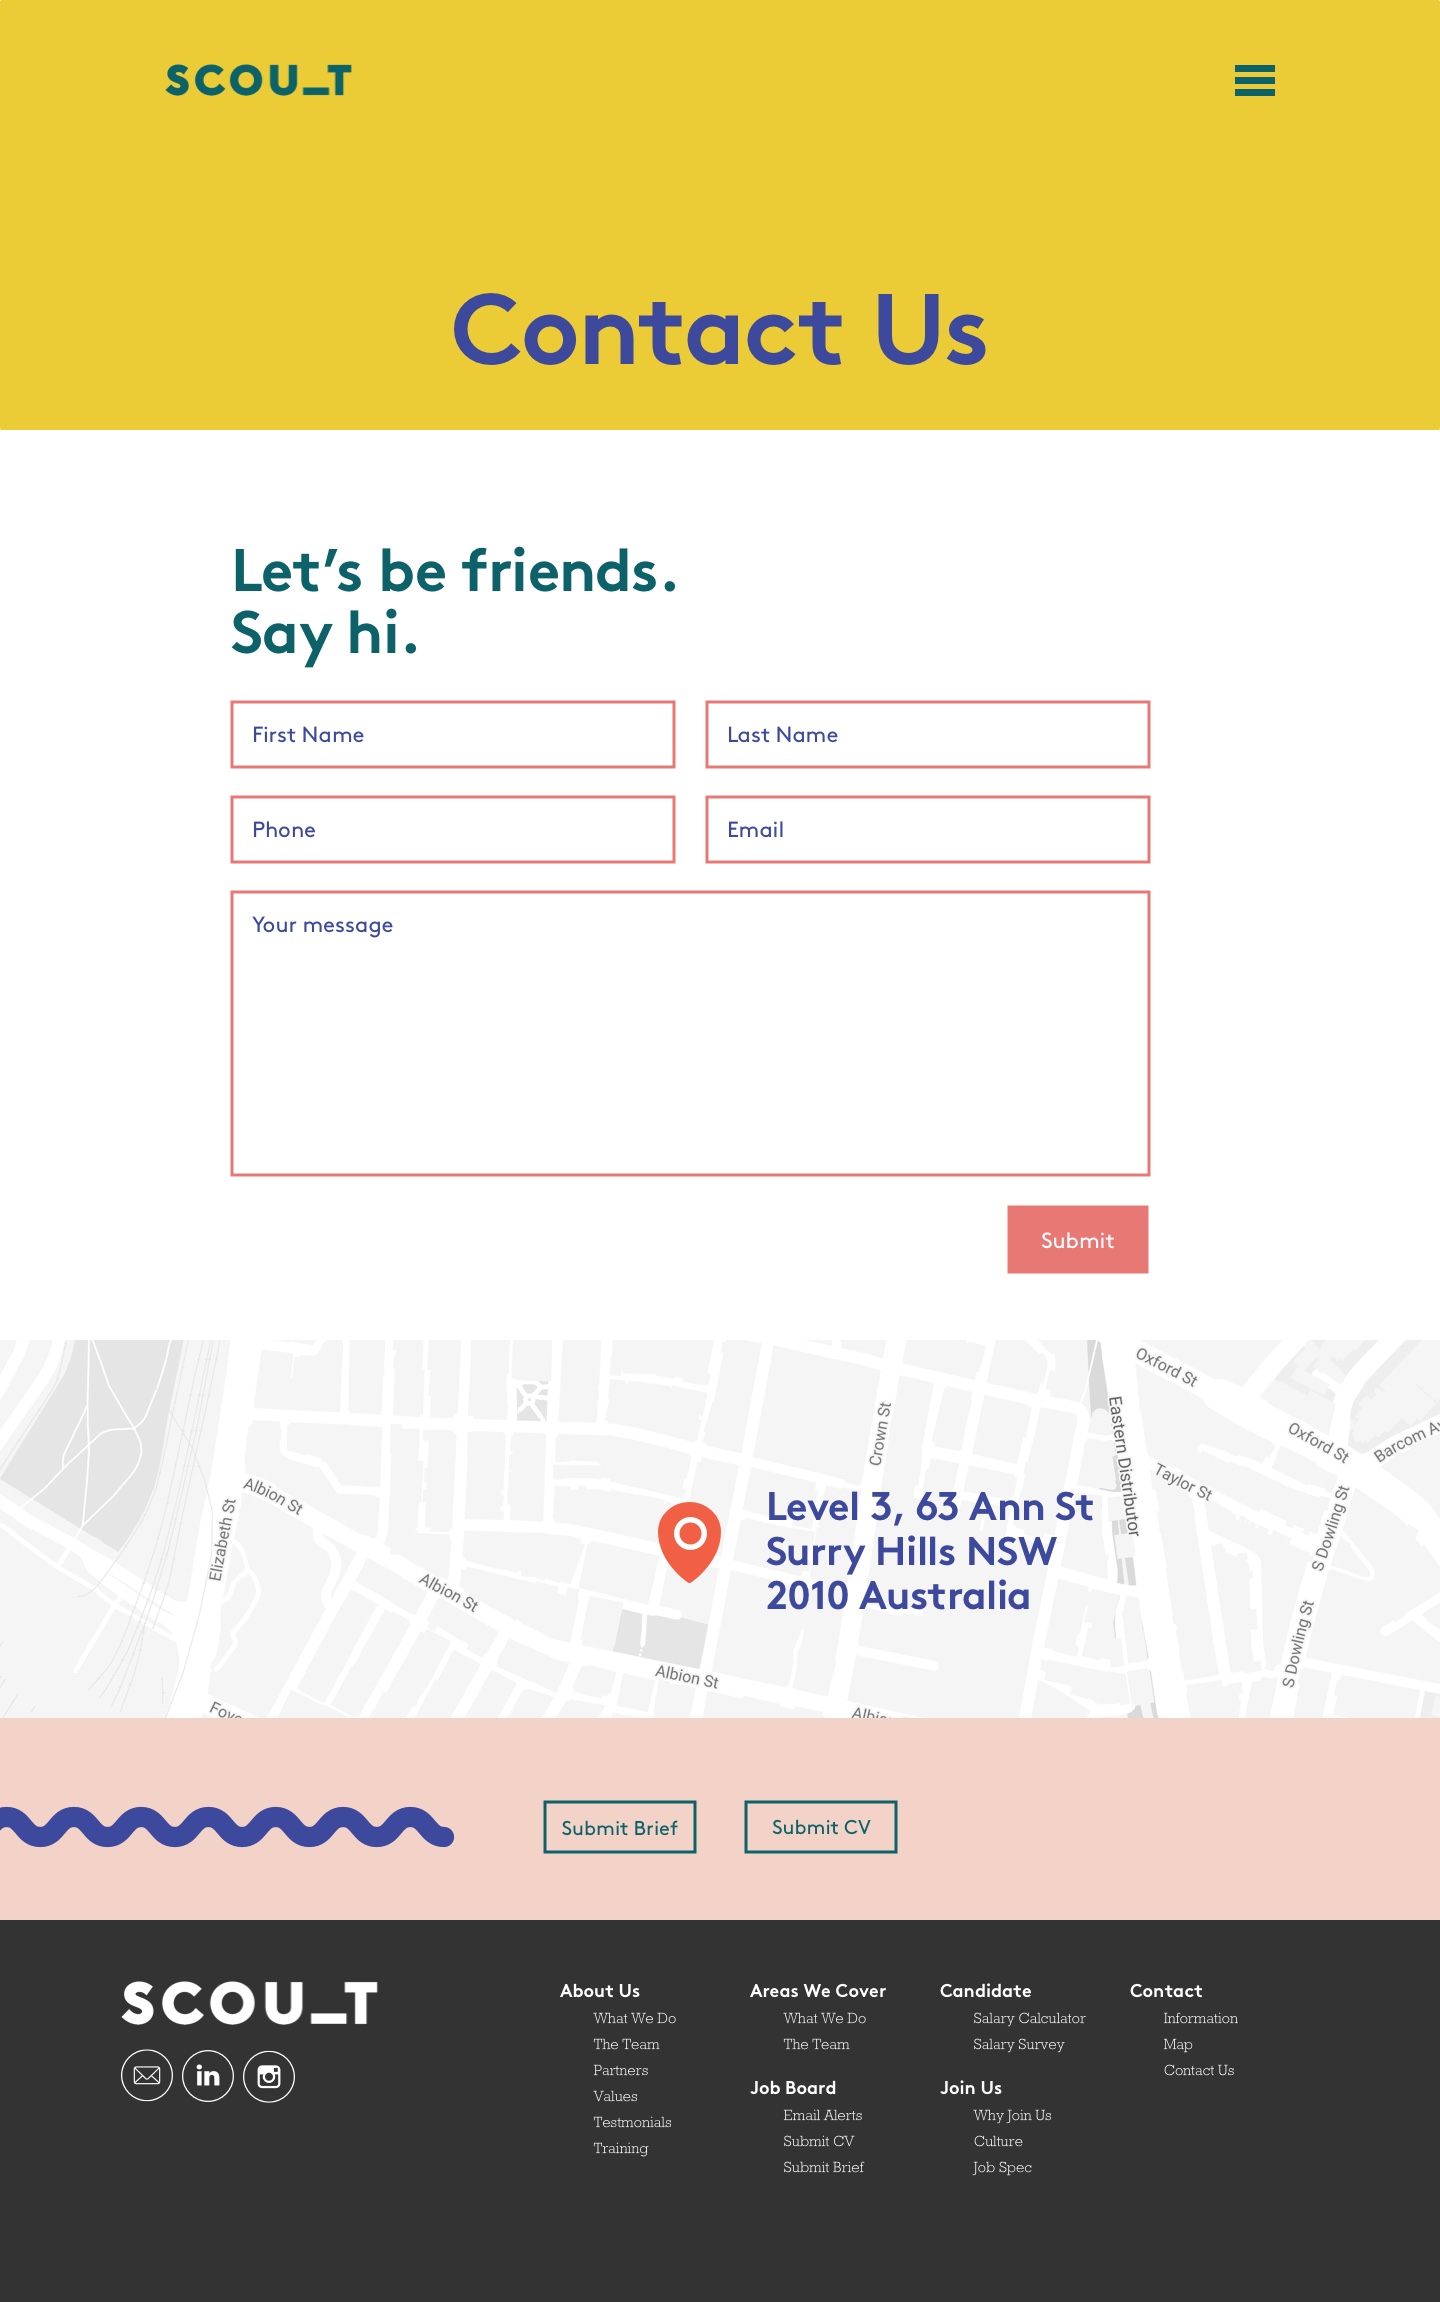 SCOU_T
Contact Us
Let’s be friends.
Say hi.
First Name
Last Name
Phone
Email
Your message
Submit
Oxford St
Eastern Distributor
Crown St
Oxford St
Barcom
Taylor St
Albion St
Elizabeth St
S Dowling St
Level 3, 63 Ann St
Surry Hills NSW
2010 Australia
Albion St
S Dowling St
Albion St
Submit Brief
Submit CV
SCOU_T
in
About Us
What We Do
The Team
Partners
Values
Testmonials
Training
Areas We Cover
What We Do
The Team
Job Board
Email Alerts
Submit CV
Submit Brief
Candidate
Salary Calculator
Salary Survey
Join Us
Why Join Us
Culture
Job Spec
Contact
Information
Map
Contact Us